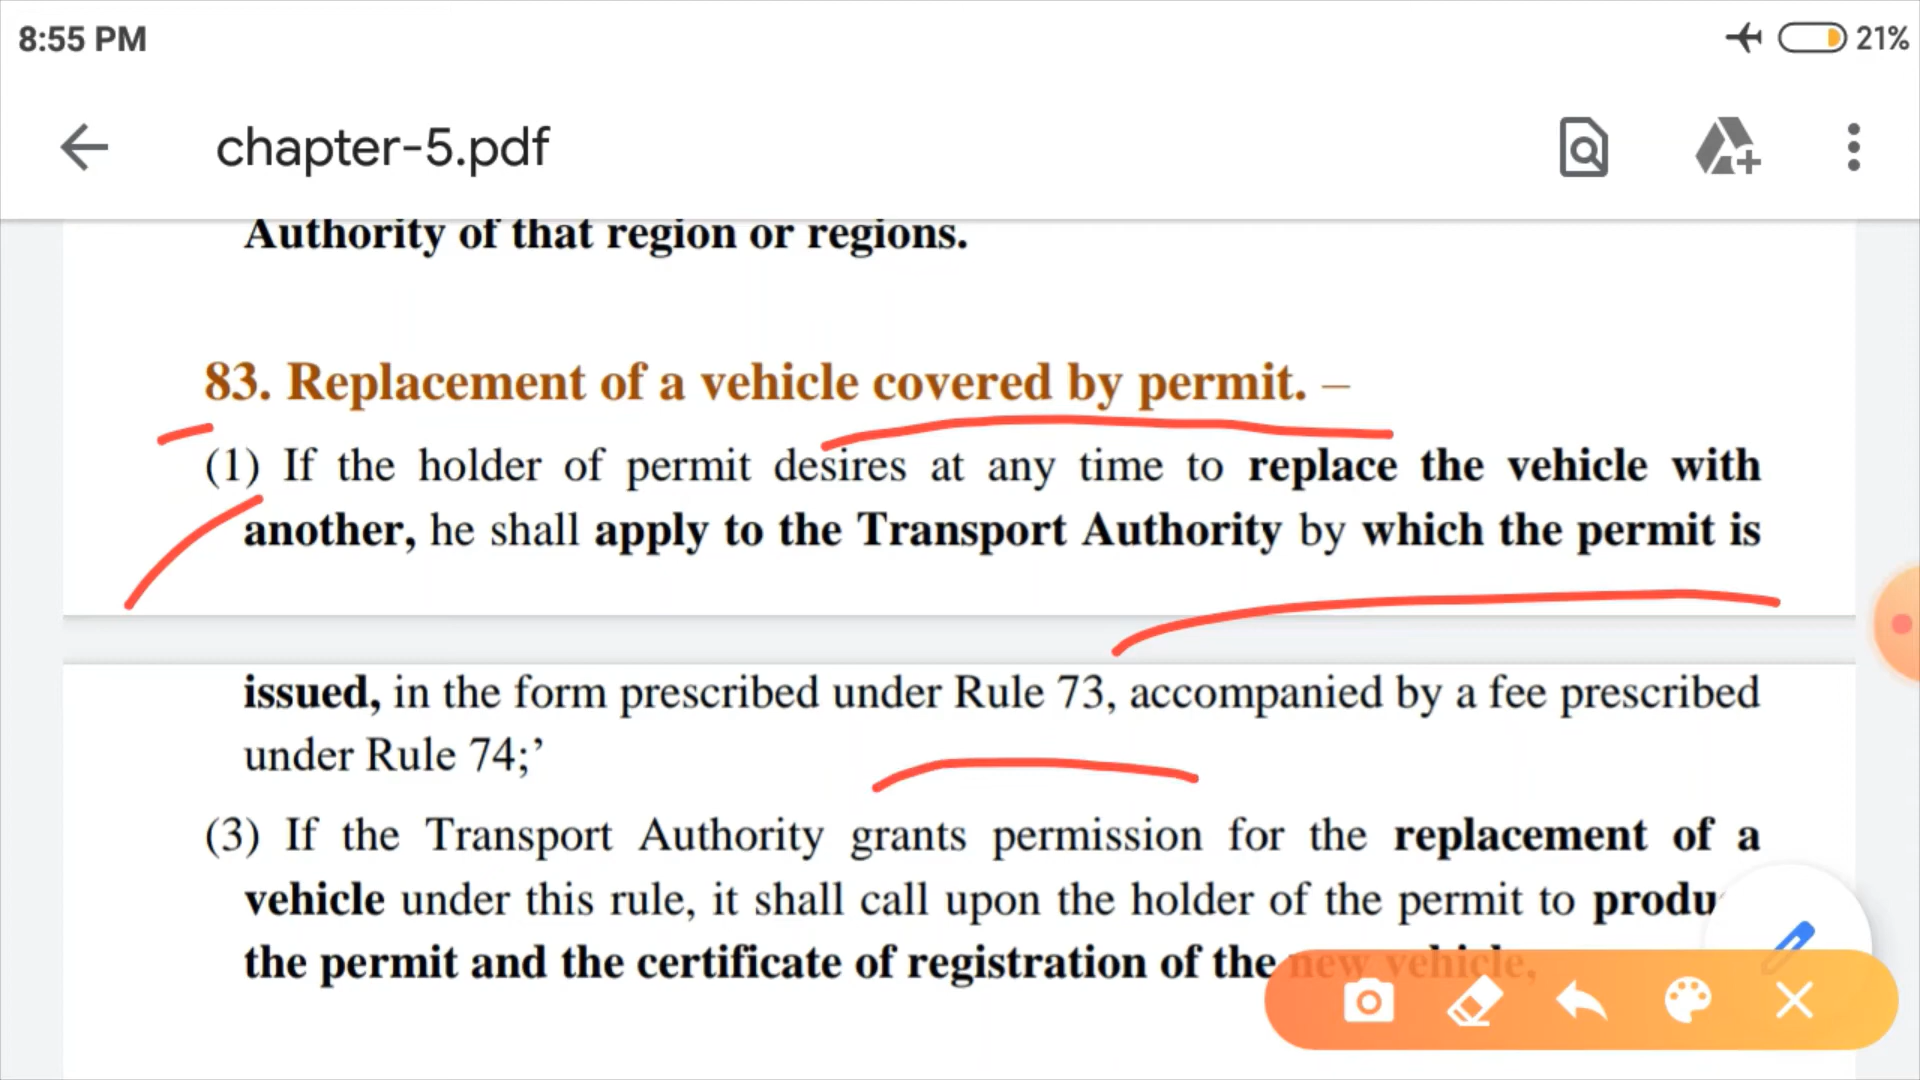 8:55 PM
21%
chapter-5.pdf
Authority of that region or regions.
83. Replacement of a vehicle covered by permit. –
(1) If the holder of permit desires at any time to replace the vehicle with
another, he shall apply to the Transport Authority by which the permit is
issued, in the form prescribed under Rule 73, accompanied by a fee prescribed
under Rule 74;’
(3) If the Transport Authority grants permission for the replacement of a
vehicle under this rule, it shall call upon the holder of the permit to produ
the permit and the certificate of registration of the new vehicle,